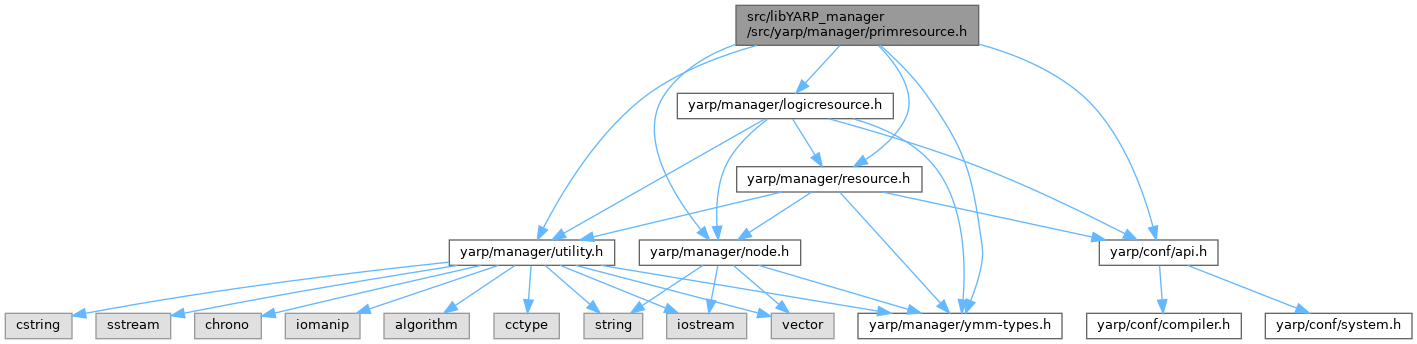 src/libYARP_manager
/src/yarp/manager/primresource.h
yarp/manager/logicresource.h
yarp/manager/resource.h
yarp/manager/utility.h
yarp/manager/node.h
yarp/conf/api.h
cstring
sstream
chrono
iomanip
algorithm
cctype
string
iostream
vector
yarp/manager/ymm-types.h
yarp/conf/compiler.h
yarp/conf/system.h